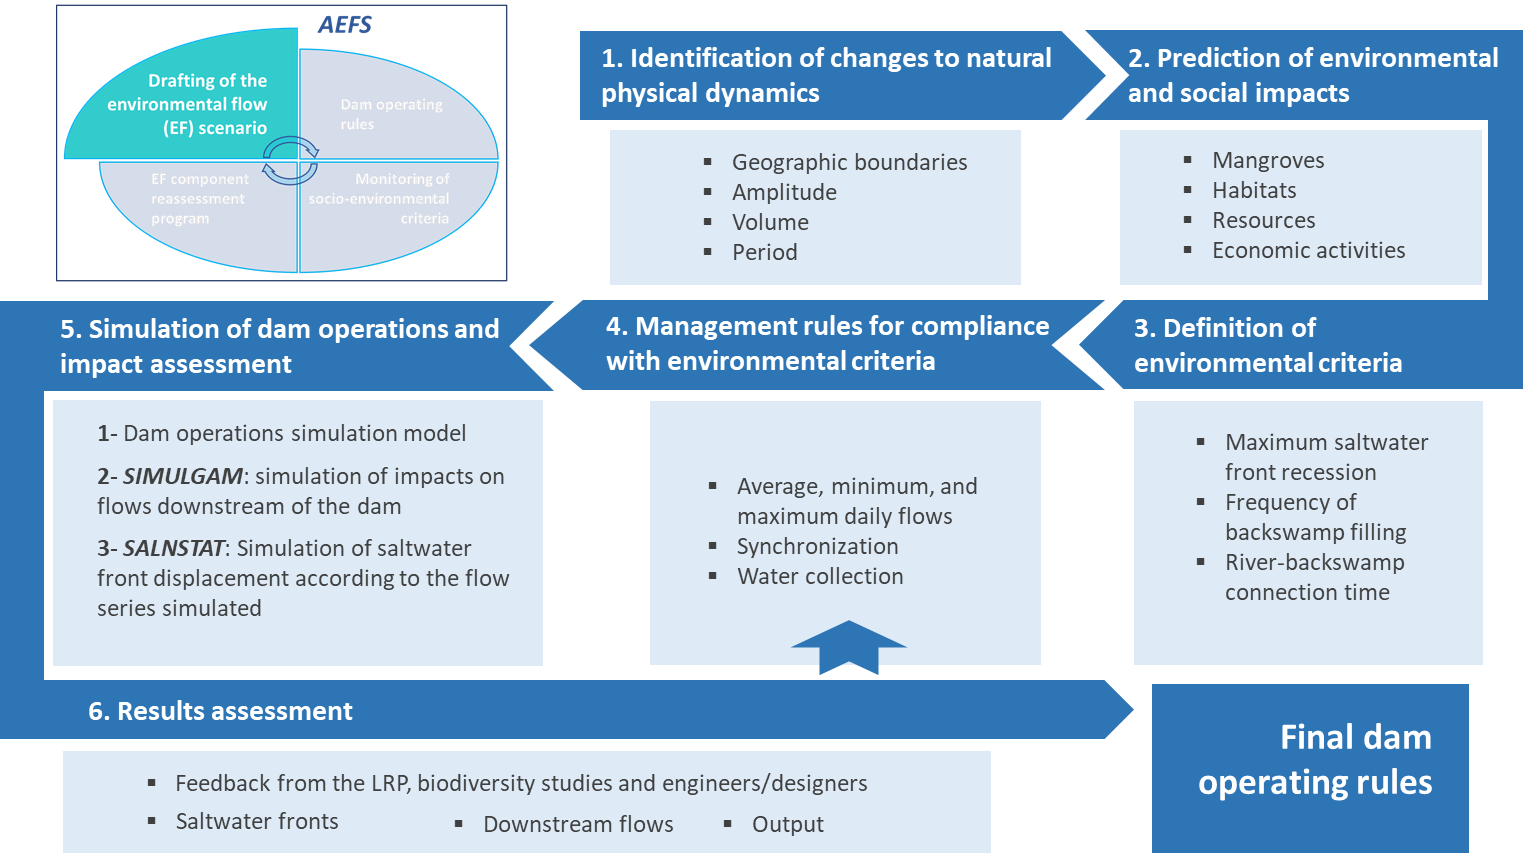 AEFS
Drafting of the
environmental flow
(EF) scenario
Dam operating
rules
EF component
reassessment
program
Monitoring of
socio-environmental
criteria
1. Identification of changes to natural
physical dynamics
▪ Geographic boundaries
▪ Amplitude
▪ Volume
▪ Period
2. Prediction of environmental
and social impacts
▪ Mangroves
▪ Habitats
▪ Resources
▪ Economic activities
3. Definition of
environmental criteria
▪ Maximum saltwater
front recession
▪ Frequency of
backswamp filling
▪ River-backswamp
connection time
4. Management rules for compliance
with environmental criteria
▪ Average, minimum, and
maximum daily flows
▪ Synchronization
▪ Water collection
5. Simulation of dam operations and
impact assessment
1- Dam operations simulation model
2- SIMULGAM: simulation of impacts on
flows downstream of the dam
3- SALNSTAT: Simulation of saltwater
front displacement according to the flow
series simulated
6. Results assessment
▪ Feedback from the LRP, biodiversity studies and engineers/designers
▪ Saltwater fronts ▪ Downstream flows ▪ Output
Final dam
operating rules